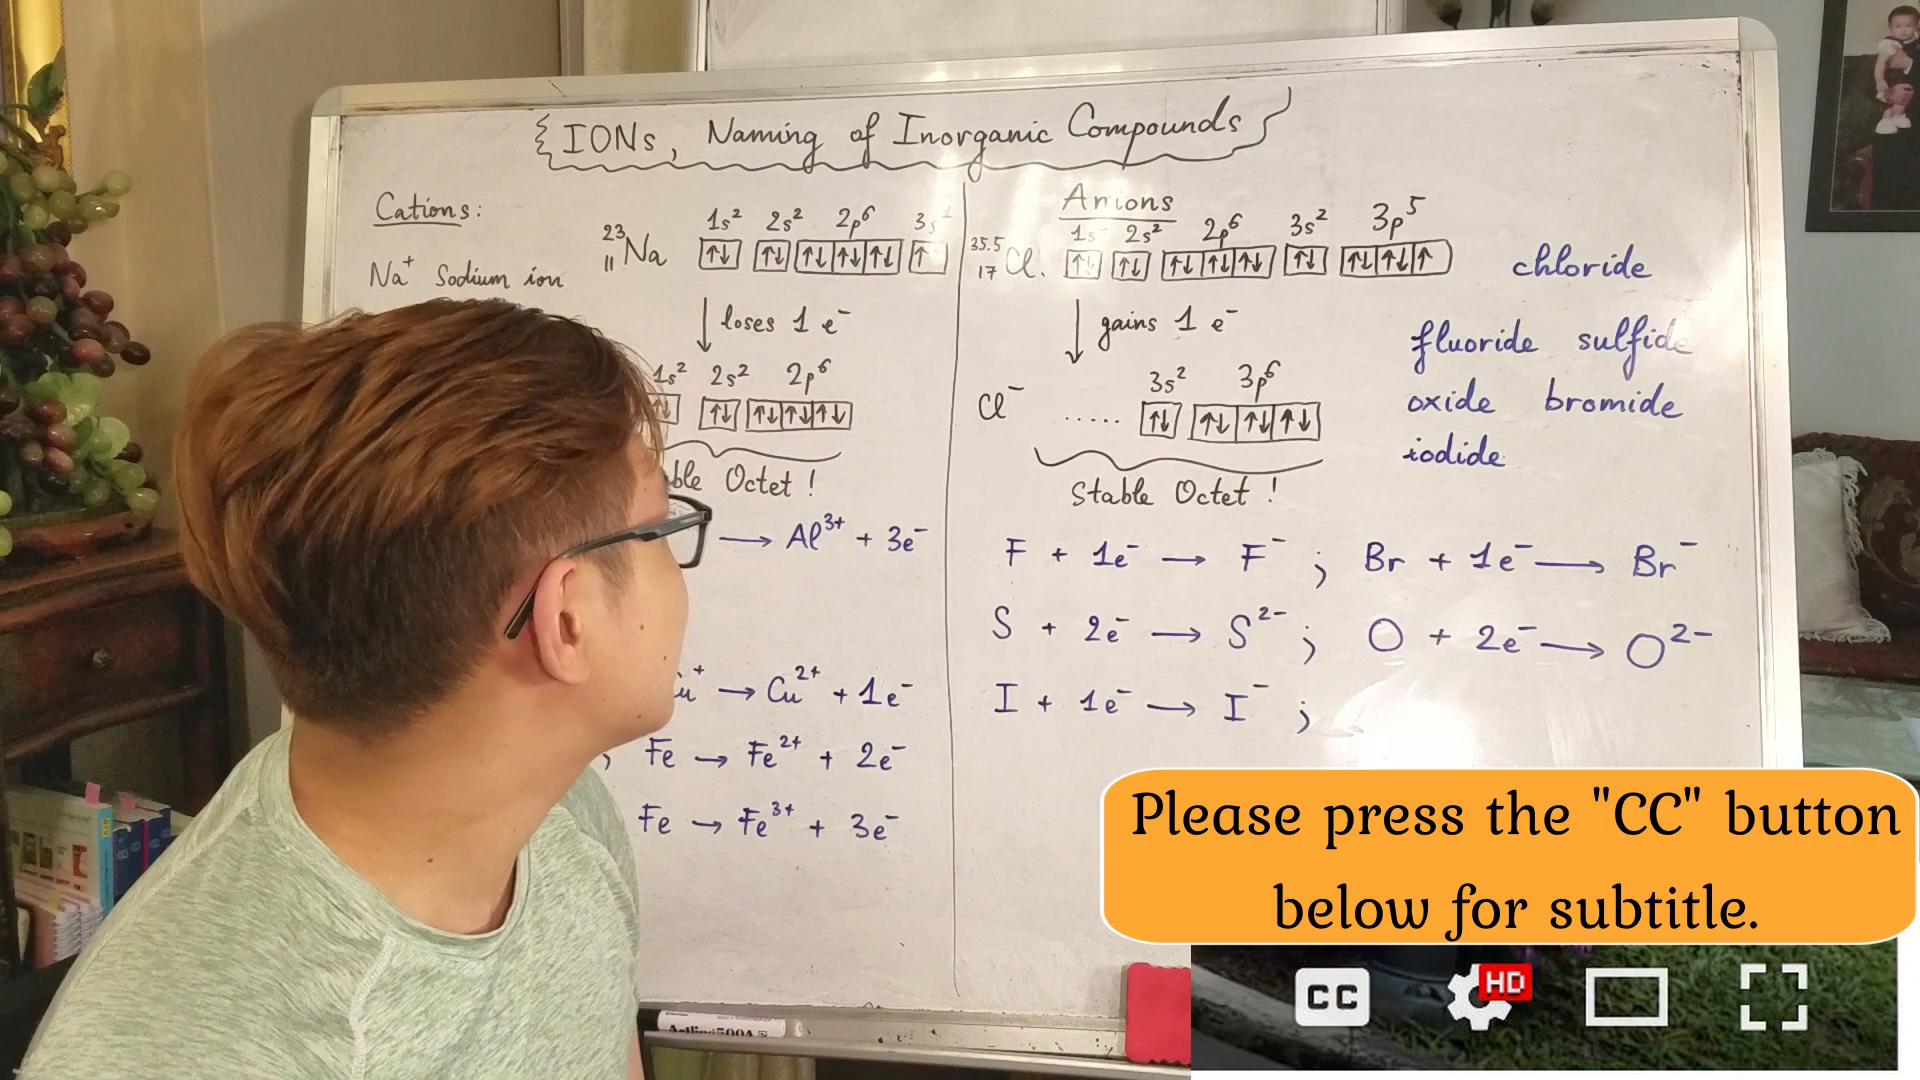 IONs, Naming of Inorganic Compounds
Cations:
Na⁺ Sodium ion
²³₁₁Na 1s² 2s² 2p⁶ 3s¹
↓ loses 1 e⁻
1s² 2s² 2p⁶
Octet !
→ Al³⁺ + 3e⁻
→ Cu²⁺ + 1e⁻
Fe → Fe²⁺ + 2e⁻
Fe → Fe³⁺ + 3e⁻
Anions
³⁵·⁵₁₇Cl 1s² 2s² 2p⁶ 3s² 3p⁵
↓ gains 1 e⁻
Cl⁻ ...... 3s² 3p⁶
Stable Octet !
chloride
fluoride sulfide
oxide bromide
iodide
F + 1e⁻ → F⁻ ; Br + 1e⁻ → Br⁻
S + 2e⁻ → S²⁻ ; O + 2e⁻ → O²⁻
I + 1e⁻ → I⁻ ;
Please press the "CC" button
below for subtitle.
CC HD